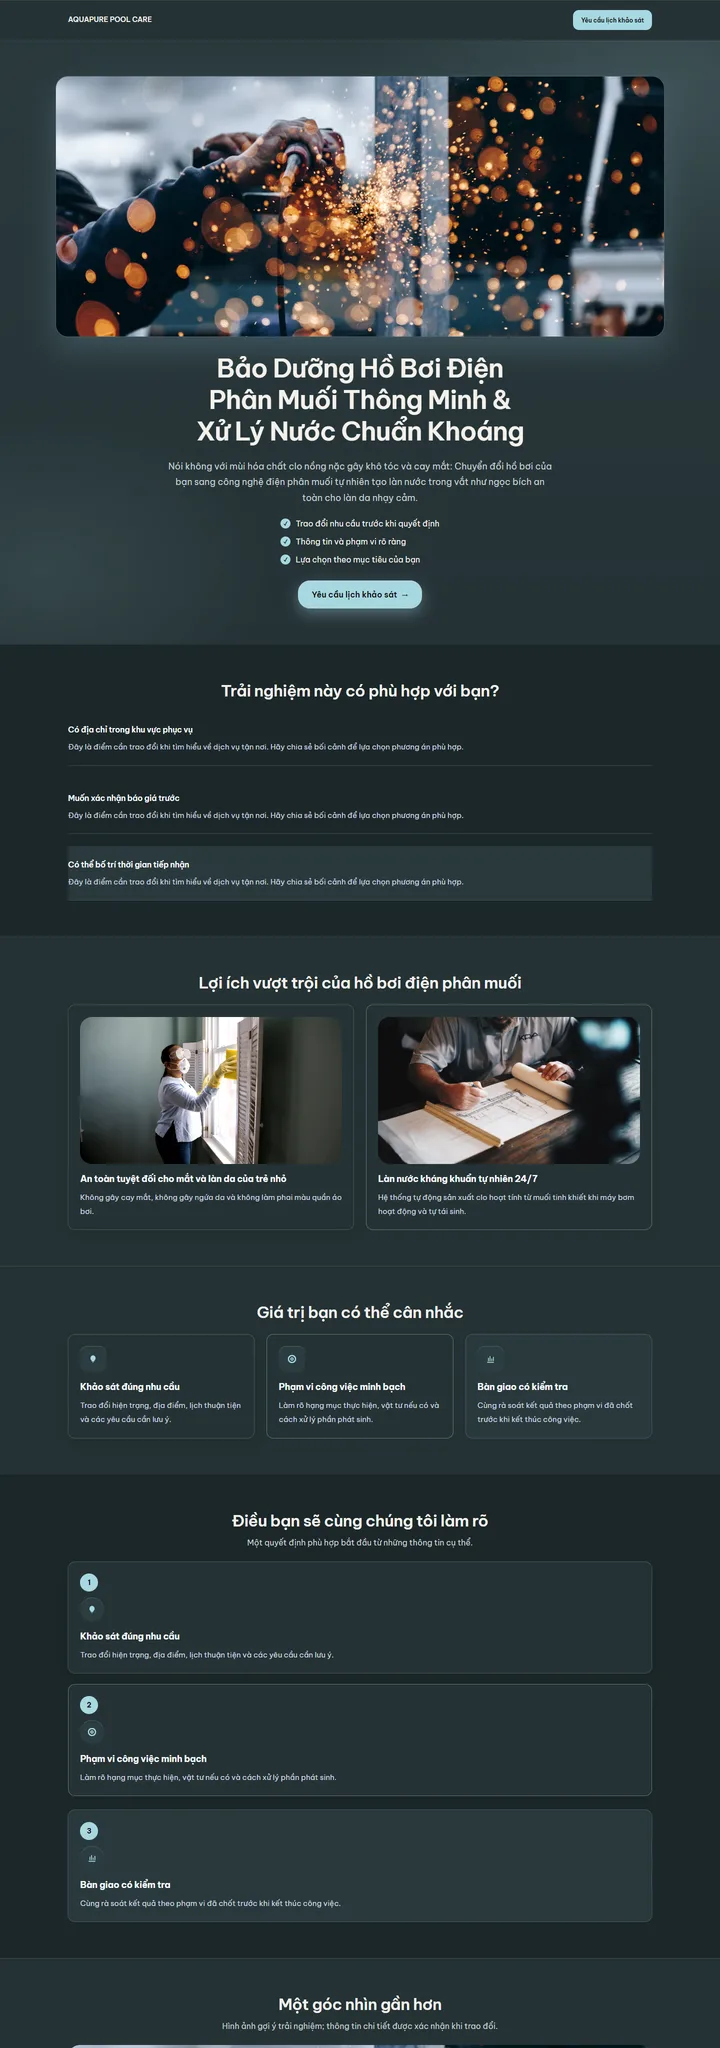 AQUAPURE POOL CARE
Yêu cầu lịch khảo sát
Bảo Dưỡng Hồ Bơi Điện
Phân Muối Thông Minh &
Xử Lý Nước Chuẩn Khoáng
Nói không với mùi hóa chất clo nồng nặc gây khô tóc và cay mắt: Chuyển đổi hồ bơi của
bạn sang công nghệ điện phân muối tự nhiên tạo làn nước trong vắt như ngọc bích an
toàn cho làn da nhạy cảm.
Trao đổi nhu cầu trước khi quyết định
Thông tin và phạm vi rõ ràng
Lựa chọn theo mục tiêu của bạn
Yêu cầu lịch khảo sát →
Trải nghiệm này có phù hợp với bạn?
Có địa chỉ trong khu vực phục vụ
Đây là điểm cần trao đổi khi tìm hiểu về dịch vụ tận nơi. Hãy chia sẻ bối cảnh để lựa chọn phương án phù hợp.
Muốn xác nhận báo giá trước
Đây là điểm cần trao đổi khi tìm hiểu về dịch vụ tận nơi. Hãy chia sẻ bối cảnh để lựa chọn phương án phù hợp.
Có thể bố trí thời gian tiếp nhận
Đây là điểm cần trao đổi khi tìm hiểu về dịch vụ tận nơi. Hãy chia sẻ bối cảnh để lựa chọn phương án phù hợp.
Lợi ích vượt trội của hồ bơi điện phân muối
An toàn tuyệt đối cho mắt và làn da của trẻ nhỏ
Không gây cay mắt, không gây ngứa da và không làm phai màu quần áo
bơi.
Làn nước kháng khuẩn tự nhiên 24/7
Hệ thống tự động sản xuất clo hoạt tính từ muối tinh khiết khi máy bơm
hoạt động và tự tái sinh.
Giá trị bạn có thể cân nhắc
Khảo sát đúng nhu cầu
Trao đổi hiện trạng, địa điểm, lịch thuận tiện
và các yêu cầu cần lưu ý.
Phạm vi công việc minh bạch
Làm rõ hạng mục thực hiện, vật tư nếu có và
cách xử lý phần phát sinh.
Bàn giao có kiểm tra
Cùng rà soát kết quả theo phạm vi đã chốt
trước khi kết thúc công việc.
Điều bạn sẽ cùng chúng tôi làm rõ
Một quyết định phù hợp bắt đầu từ những thông tin cụ thể.
1
Khảo sát đúng nhu cầu
Trao đổi hiện trạng, địa điểm, lịch thuận tiện và các yêu cầu cần lưu ý.
2
Phạm vi công việc minh bạch
Làm rõ hạng mục thực hiện, vật tư nếu có và cách xử lý phần phát sinh.
3
Bàn giao có kiểm tra
Cùng rà soát kết quả theo phạm vi đã chốt trước khi kết thúc công việc.
Một góc nhìn gần hơn
Hình ảnh gợi ý trải nghiệm; thông tin chi tiết được xác nhận khi trao đổi.